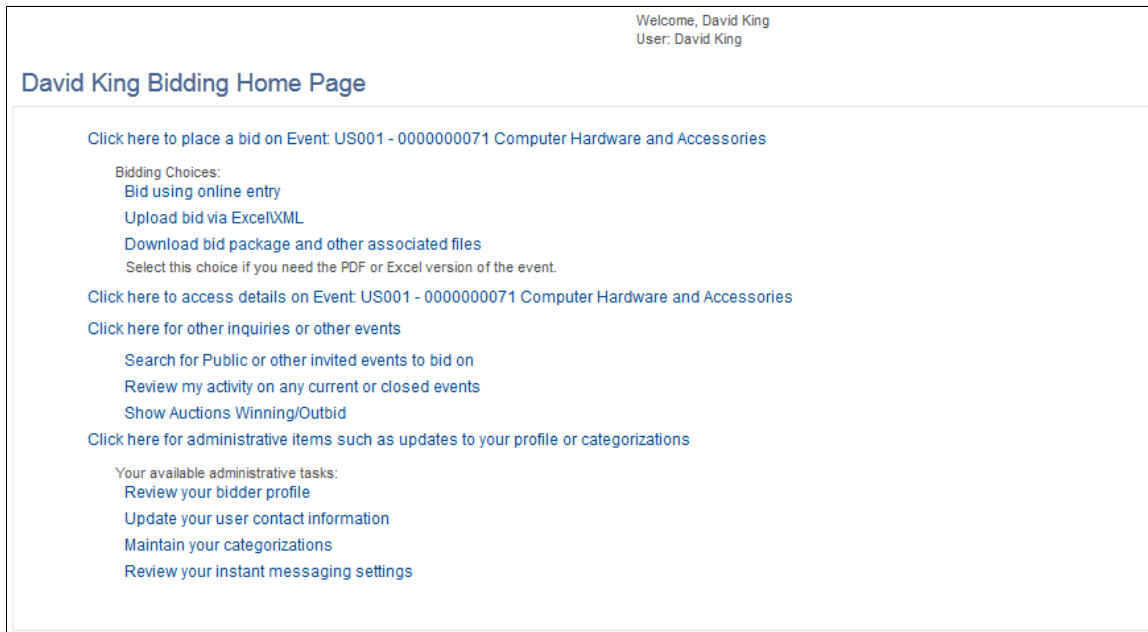 Welcome, David King
User: David King
David King Bidding Home Page
Click here to place a bid on Event: US001 - 0000000071 Computer Hardware and Accessories
Bidding Choices:
Bid using online entry
Upload bid via Excel\XML
Download bid package and other associated files
Select this choice if you need the PDF or Excel version of the event.
Click here to access details on Event: US001 - 0000000071 Computer Hardware and Accessories
Click here for other inquiries or other events
Search for Public or other invited events to bid on
Review my activity on any current or closed events
Show Auctions Winning/Outbid
Click here for administrative items such as updates to your profile or categorizations
Your available administrative tasks:
Review your bidder profile
Update your user contact information
Maintain your categorizations
Review your instant messaging settings